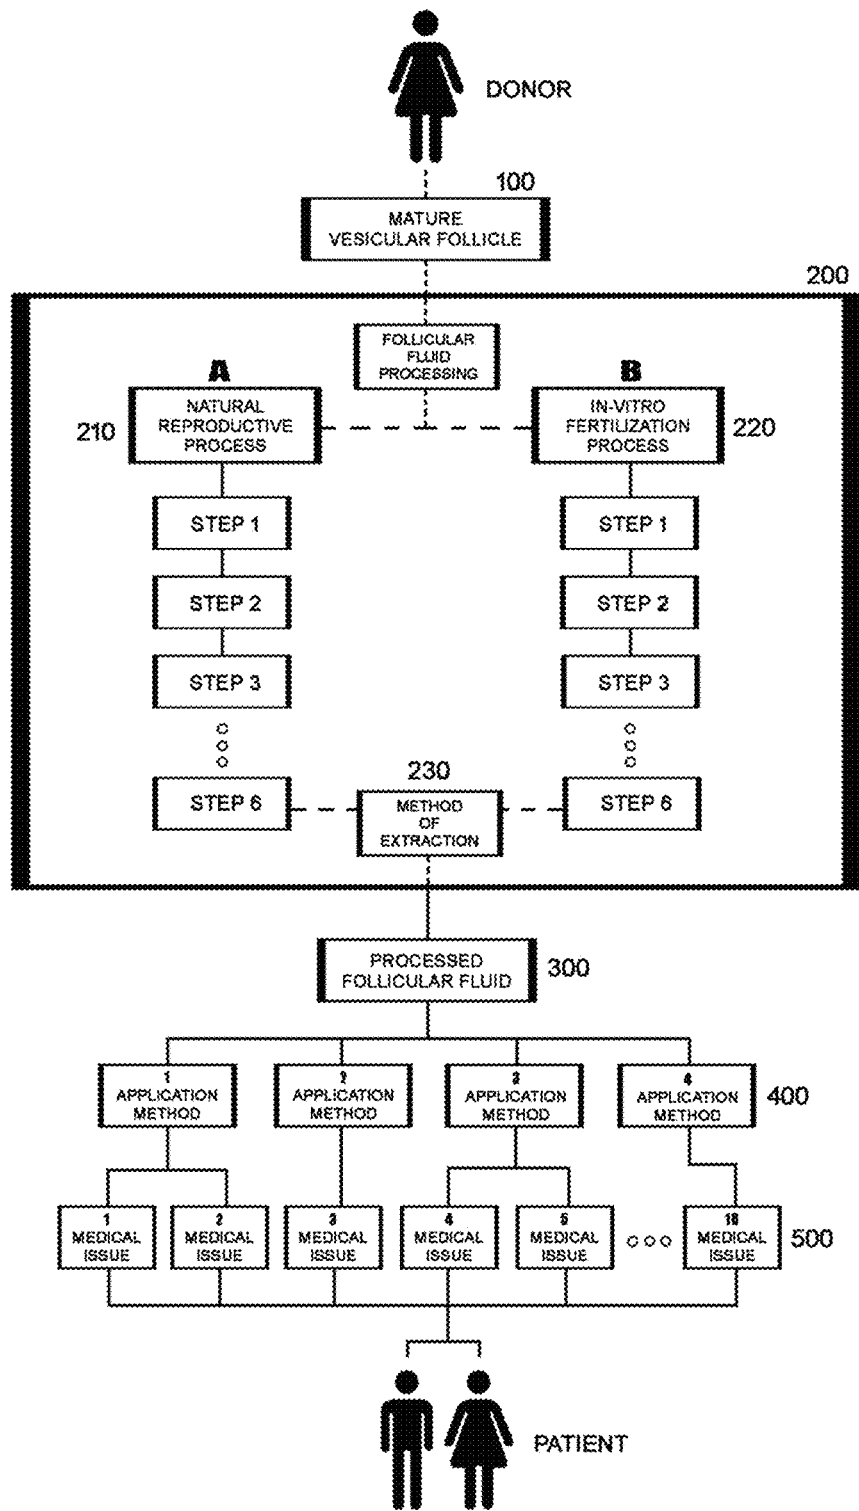 DONOR
100
MATURE
VESICULAR FOLLICLE
200
FOLLICULAR
FLUID
PROCESSING
A
B
210
NATURAL
REPRODUCTIVE
PROCESS
IN-VITRO
FERTILIZATION
PROCESS
220
STEP 1
STEP 1
STEP 2
STEP 2
STEP 3
STEP 3
230
STEP 6
METHOD
OF
EXTRACTION
STEP 6
PROCESSED
FOLLICULAR FLUID
300
1
APPLICATION
METHOD
2
APPLICATION
METHOD
3
APPLICATION
METHOD
4
APPLICATION
METHOD
400
1
MEDICAL
ISSUE
2
MEDICAL
ISSUE
3
MEDICAL
ISSUE
4
MEDICAL
ISSUE
5
MEDICAL
ISSUE
MEDICAL
ISSUE
500
PATIENT